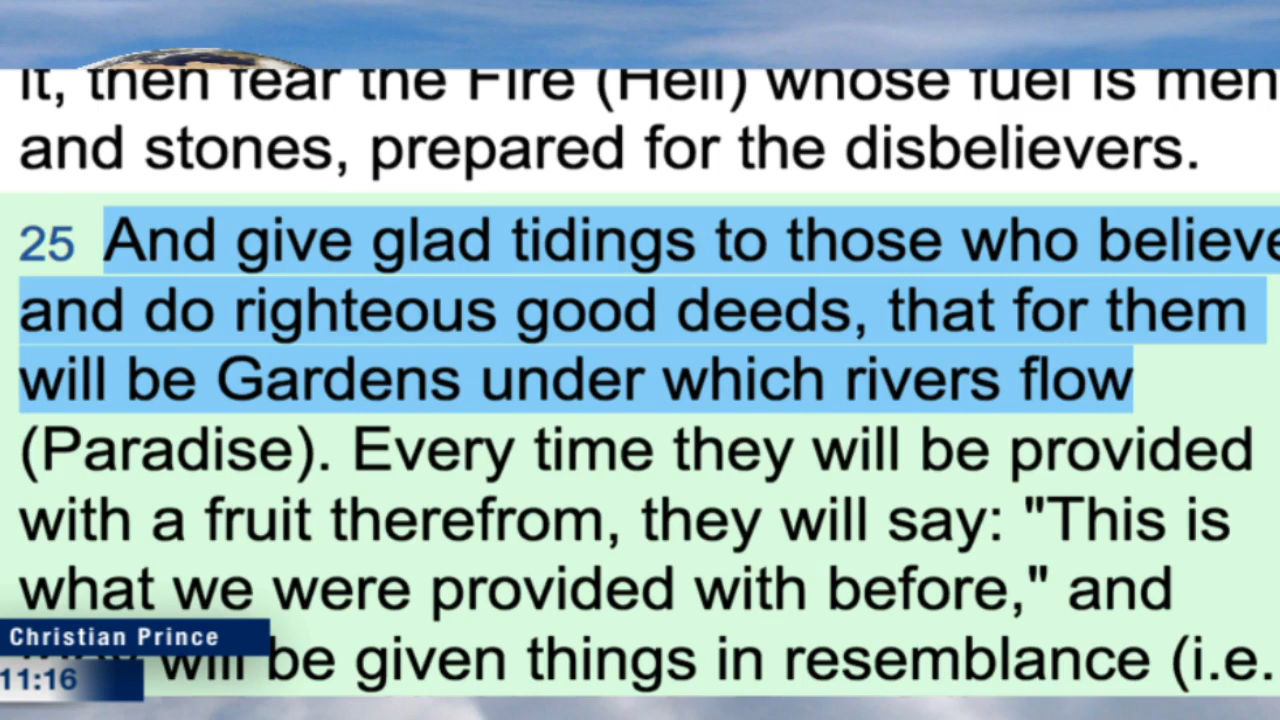 it, then fear the Fire (Hell) whose fuel is men
and stones, prepared for the disbelievers.
25 And give glad tidings to those who believe
and do righteous good deeds, that for them
will be Gardens under which rivers flow
(Paradise). Every time they will be provided
with a fruit therefrom, they will say: "This is
what we were provided with before," and
will be given things in resemblance (i.e.
Christian Prince
11:16